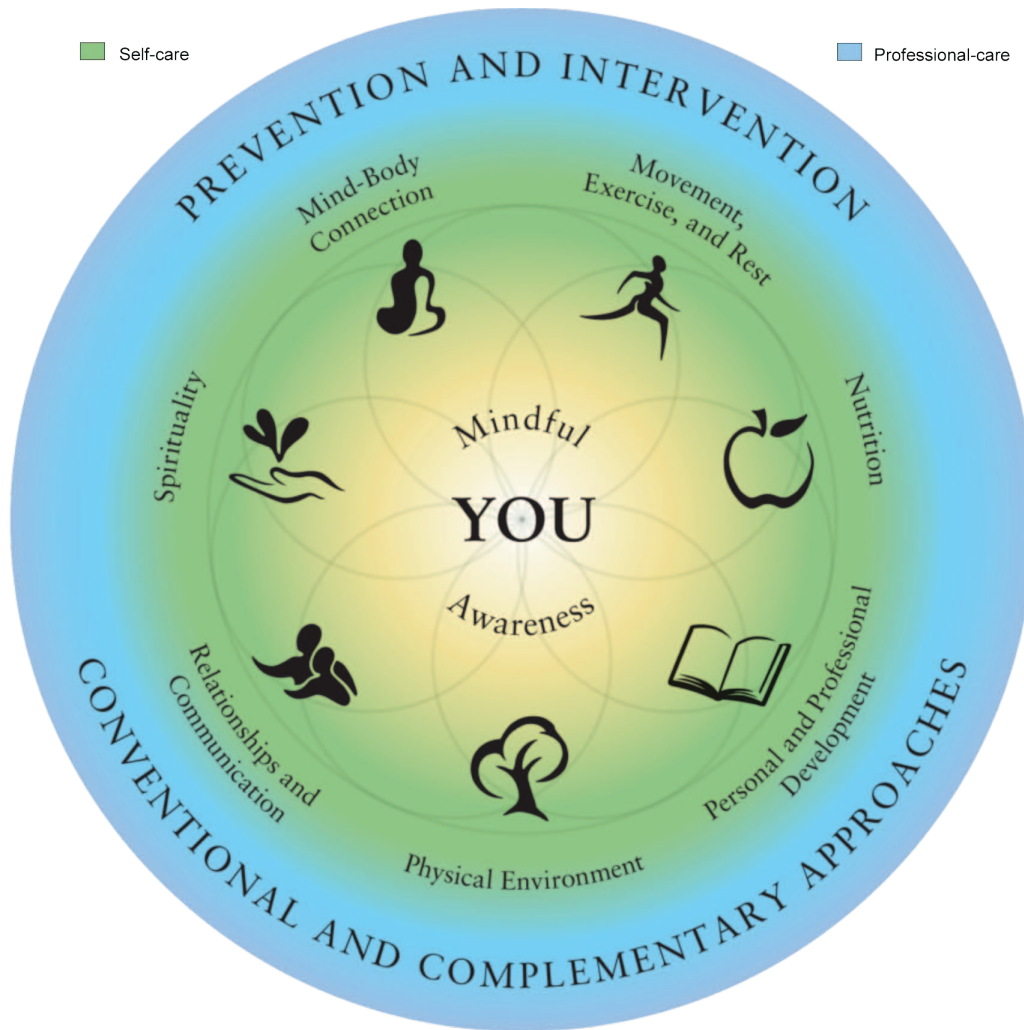 Self-care
Professional-care
PREVENTION AND INTERVENTION
Mind-Body
Connection
Movement,
Exercise, and Rest
Spirituality
Nutrition
Mindful
YOU
Awareness
Relationships and
Communication
Personal and Professional
Development
Physical Environment
CONVENTIONAL AND COMPLEMENTARY APPROACHES